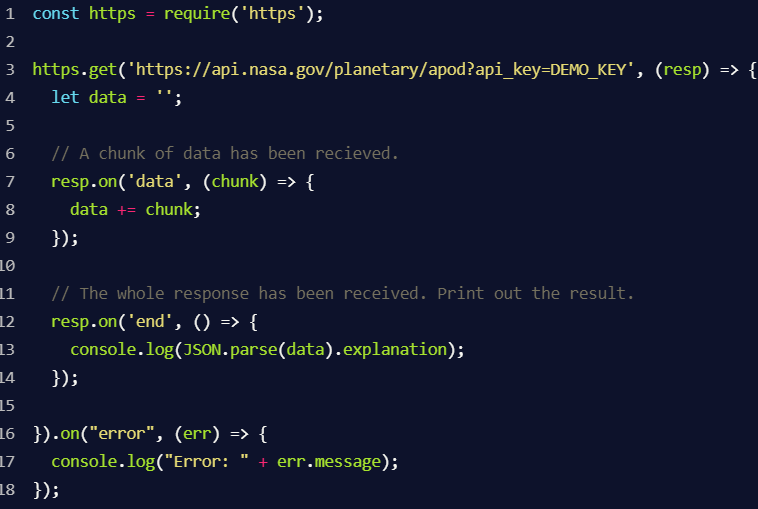 1 const https = require('https');
2
3 https.get('https://api.nasa.gov/planetary/apod?api_key=DEMO_KEY', (resp) => {
4   let data = '';
5
6   // A chunk of data has been recieved.
7   resp.on('data', (chunk) => {
8     data += chunk;
9   });
10
11   // The whole response has been received. Print out the result.
12   resp.on('end', () => {
13     console.log(JSON.parse(data).explanation);
14   });
15
16 }).on("error", (err) => {
17   console.log("Error: " + err.message);
18 });